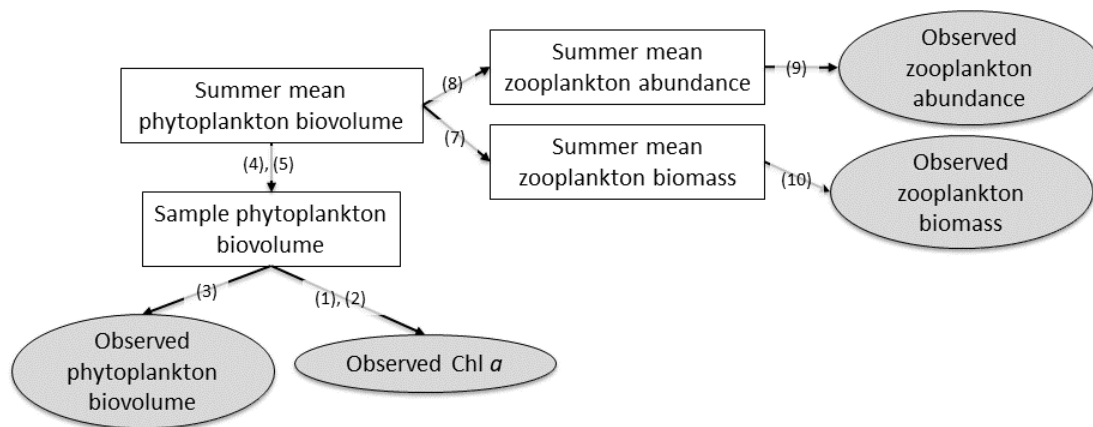 Summer mean
phytoplankton biovolume
(8)
(7)
Summer mean
zooplankton abundance
(9)
Observed
zooplankton
abundance
Summer mean
zooplankton biomass
(10)
Observed
zooplankton
biomass
(4), (5)
Sample phytoplankton
biovolume
(3)
(1), (2)
Observed
phytoplankton
biovolume
Observed Chl a